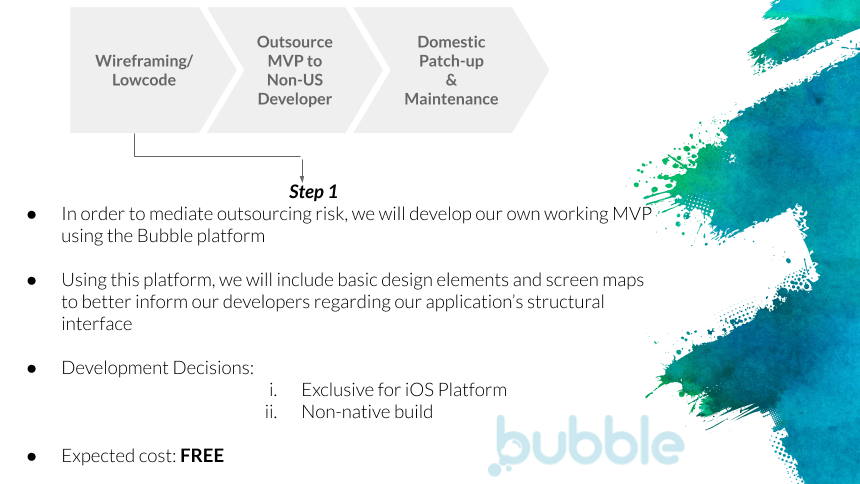 Wireframing/
Lowcode
Outsource
MVP to
Non-US
Developer
Domestic
Patch-up
&
Maintenance
Step 1
● In order to mediate outsourcing risk, we will develop our own working MVP
using the Bubble platform
● Using this platform, we will include basic design elements and screen maps
to better inform our developers regarding our application’s structural
interface
● Development Decisions:
i. Exclusive for iOS Platform
ii. Non-native build
● Expected cost: FREE
bubble